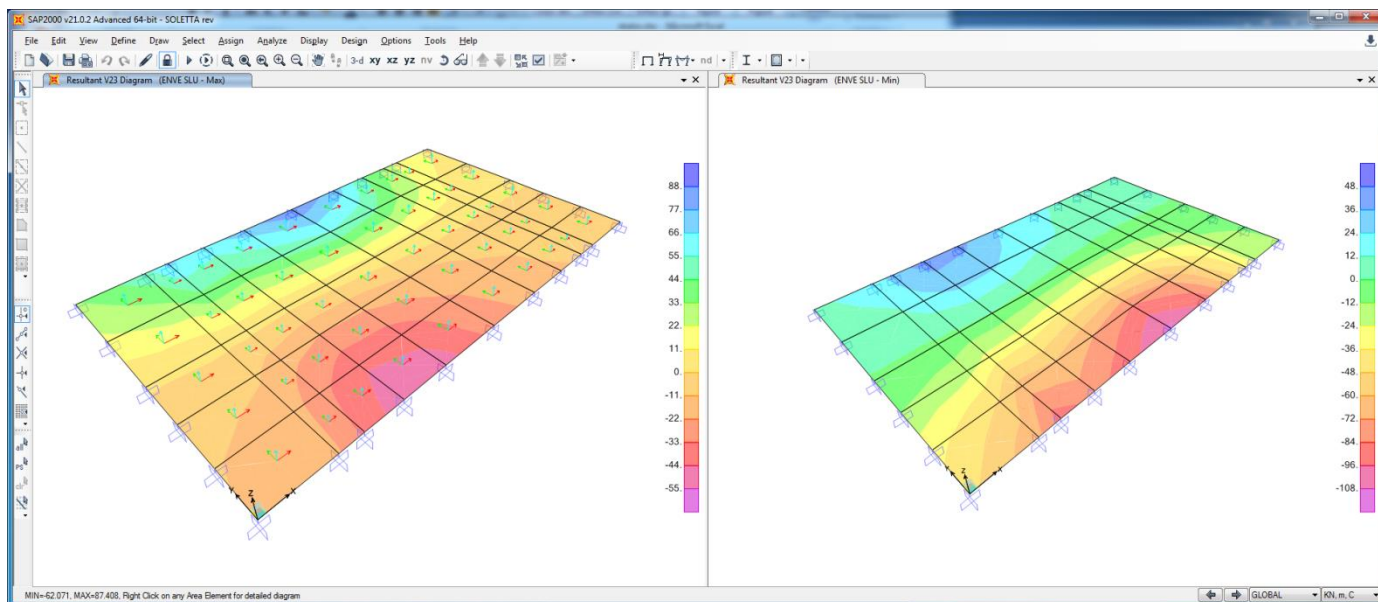 SAP2000 v21.0.2 Advanced 64-bit - SOLETTA rev
File Edit View Define Draw Select Assign Analyze Display Design Options Tools Help
3-d xy xz yz nv nd
Resultant V23 Diagram (ENVE SLU - Max)
Resultant V23 Diagram (ENVE SLU - Min)
88.
77.
66.
55.
44.
33.
22.
11.
0.
-11.
-22.
-33.
-44.
-55.
Y Z X
48.
36.
24.
12.
0.
-12.
-24.
-36.
-48.
-60.
-72.
-84.
-96.
-108.
Y Z X
all
PS
clr
MIN=-62.071, MAX=87.408, Right Click on any Area Element for detailed diagram
GLOBAL
KN, m, C